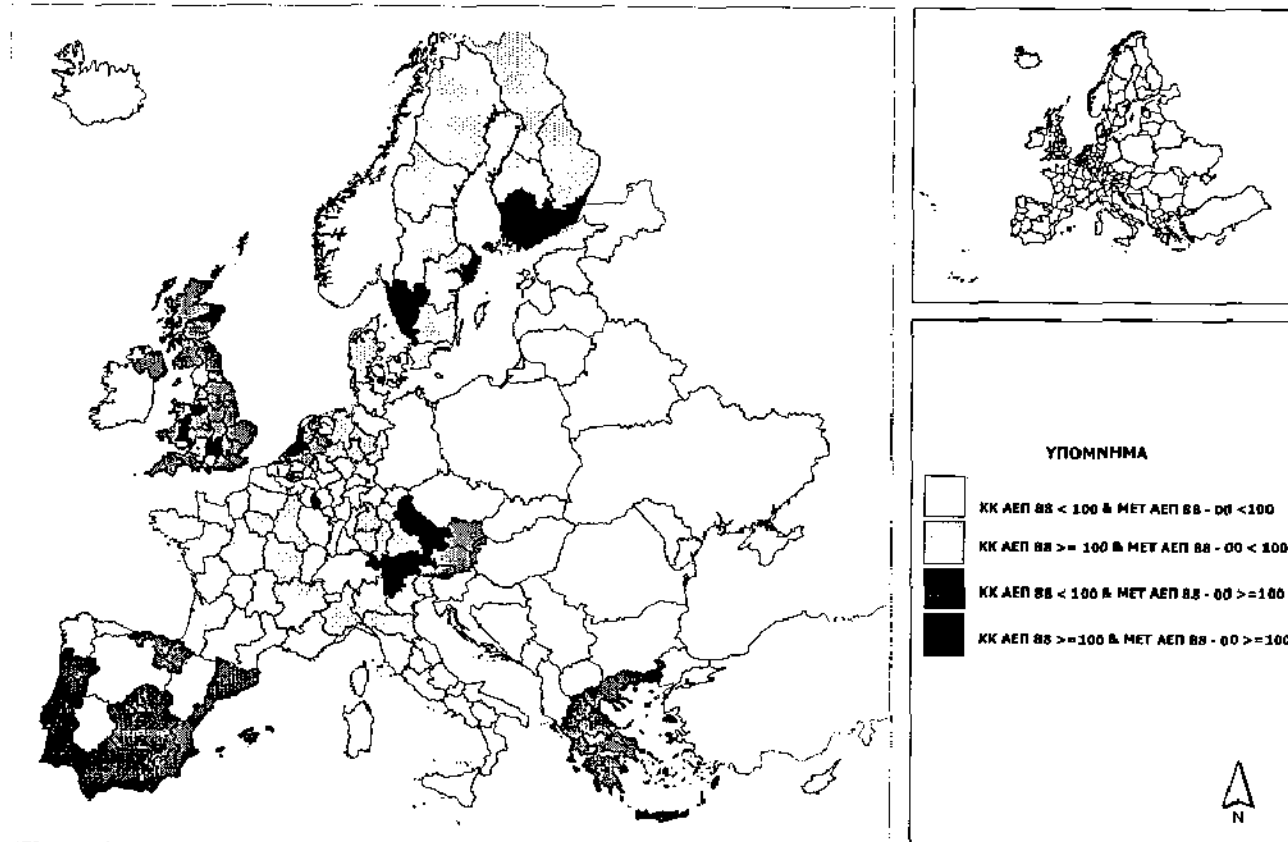 ΥΠΟΜΝΗΜΑ
ΚΚ ΑΕΠ 88 < 100 & ΜΕΤ ΑΕΠ 88 - 00 <100
ΚΚ ΑΕΠ 88 >= 100 & ΜΕΤ ΑΕΠ 88 - 00 < 100
ΚΚ ΑΕΠ 88 < 100 & ΜΕΤ ΑΕΠ 88 - 00 >=100
ΚΚ ΑΕΠ 88 >=100 & ΜΕΤ ΑΕΠ 88 - 00 >=100
N